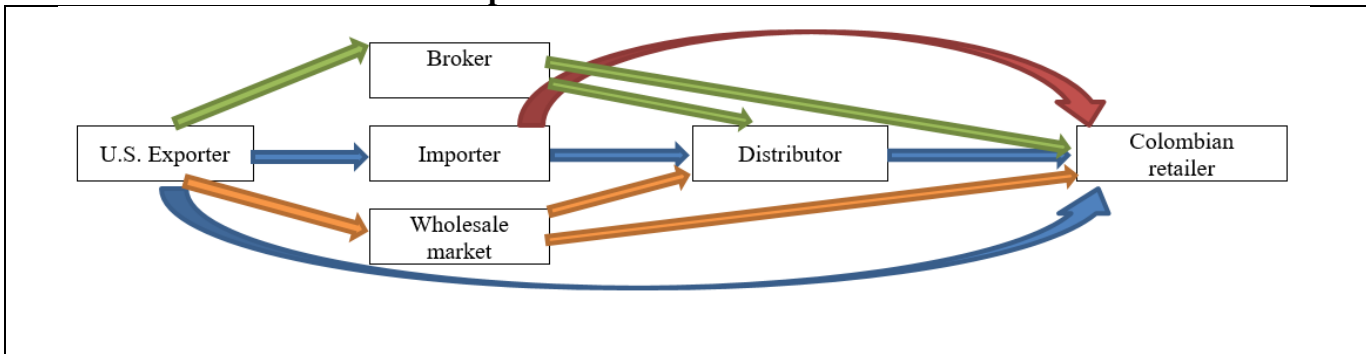 Broker
U.S. Exporter
Importer
Distributor
Colombian
retailer
Wholesale
market